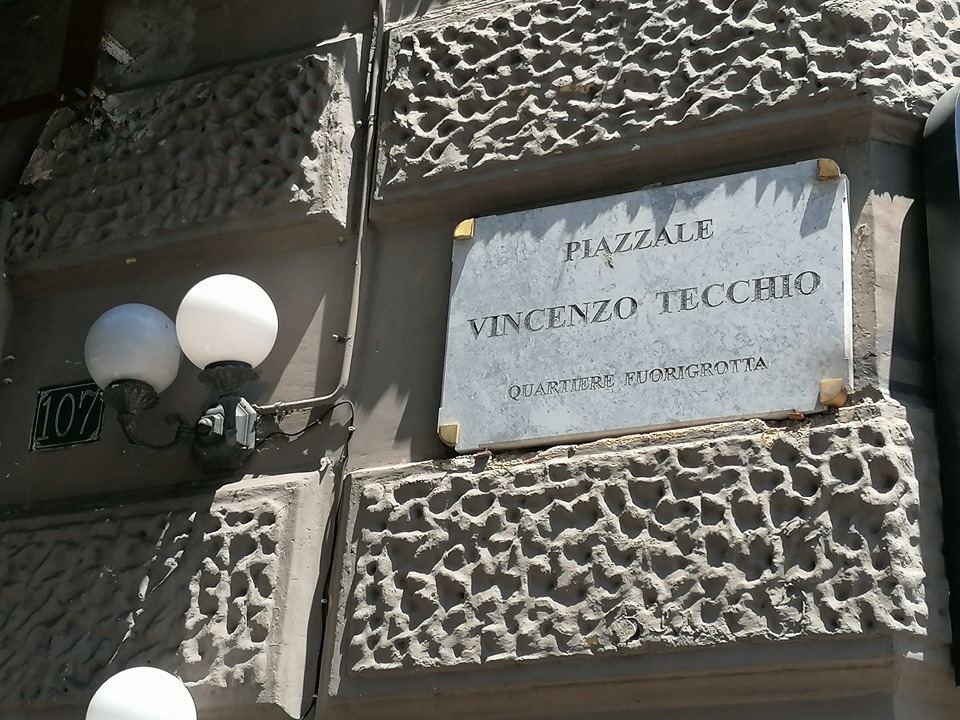 PIAZZALE
VINCENZO TECCHIO
QUARTIERE FUORIGROTTA
107